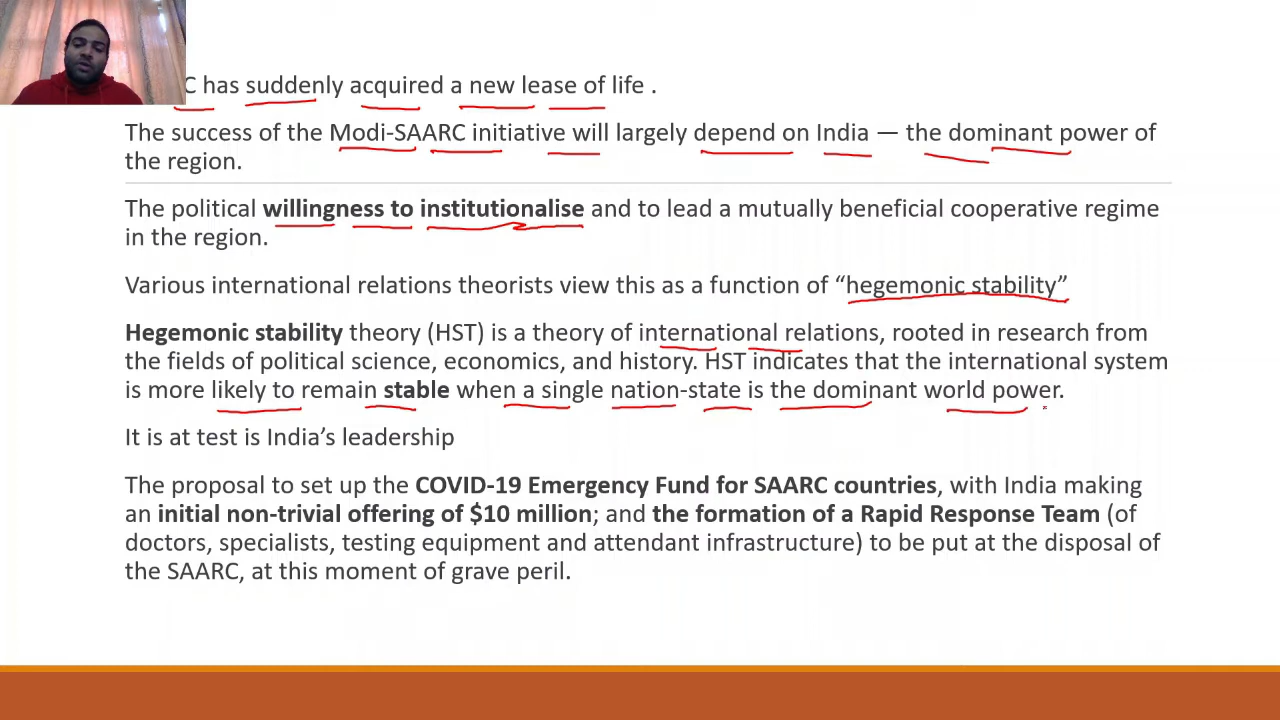 C has suddenly acquired a new lease of life .
The success of the Modi-SAARC initiative will largely depend on India — the dominant power of
the region.
The political willingness to institutionalise and to lead a mutually beneficial cooperative regime
in the region.
Various international relations theorists view this as a function of “hegemonic stability”
Hegemonic stability theory (HST) is a theory of international relations, rooted in research from
the fields of political science, economics, and history. HST indicates that the international system
is more likely to remain stable when a single nation-state is the dominant world power.
It is at test is India’s leadership
The proposal to set up the COVID-19 Emergency Fund for SAARC countries, with India making
an initial non-trivial offering of $10 million; and the formation of a Rapid Response Team (of
doctors, specialists, testing equipment and attendant infrastructure) to be put at the disposal of
the SAARC, at this moment of grave peril.